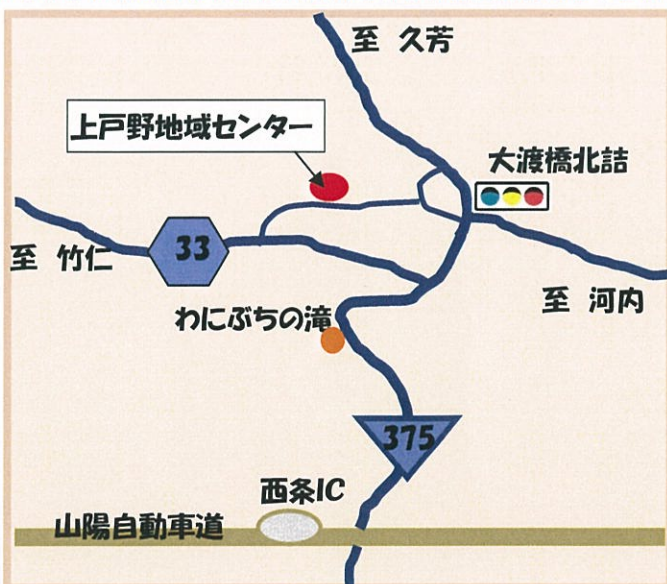 至 久芳
上戸野地域センター
大渡橋北詰
33
至 竹仁
至 河内
わにぶちの滝
375
西条IC
山陽自動車道